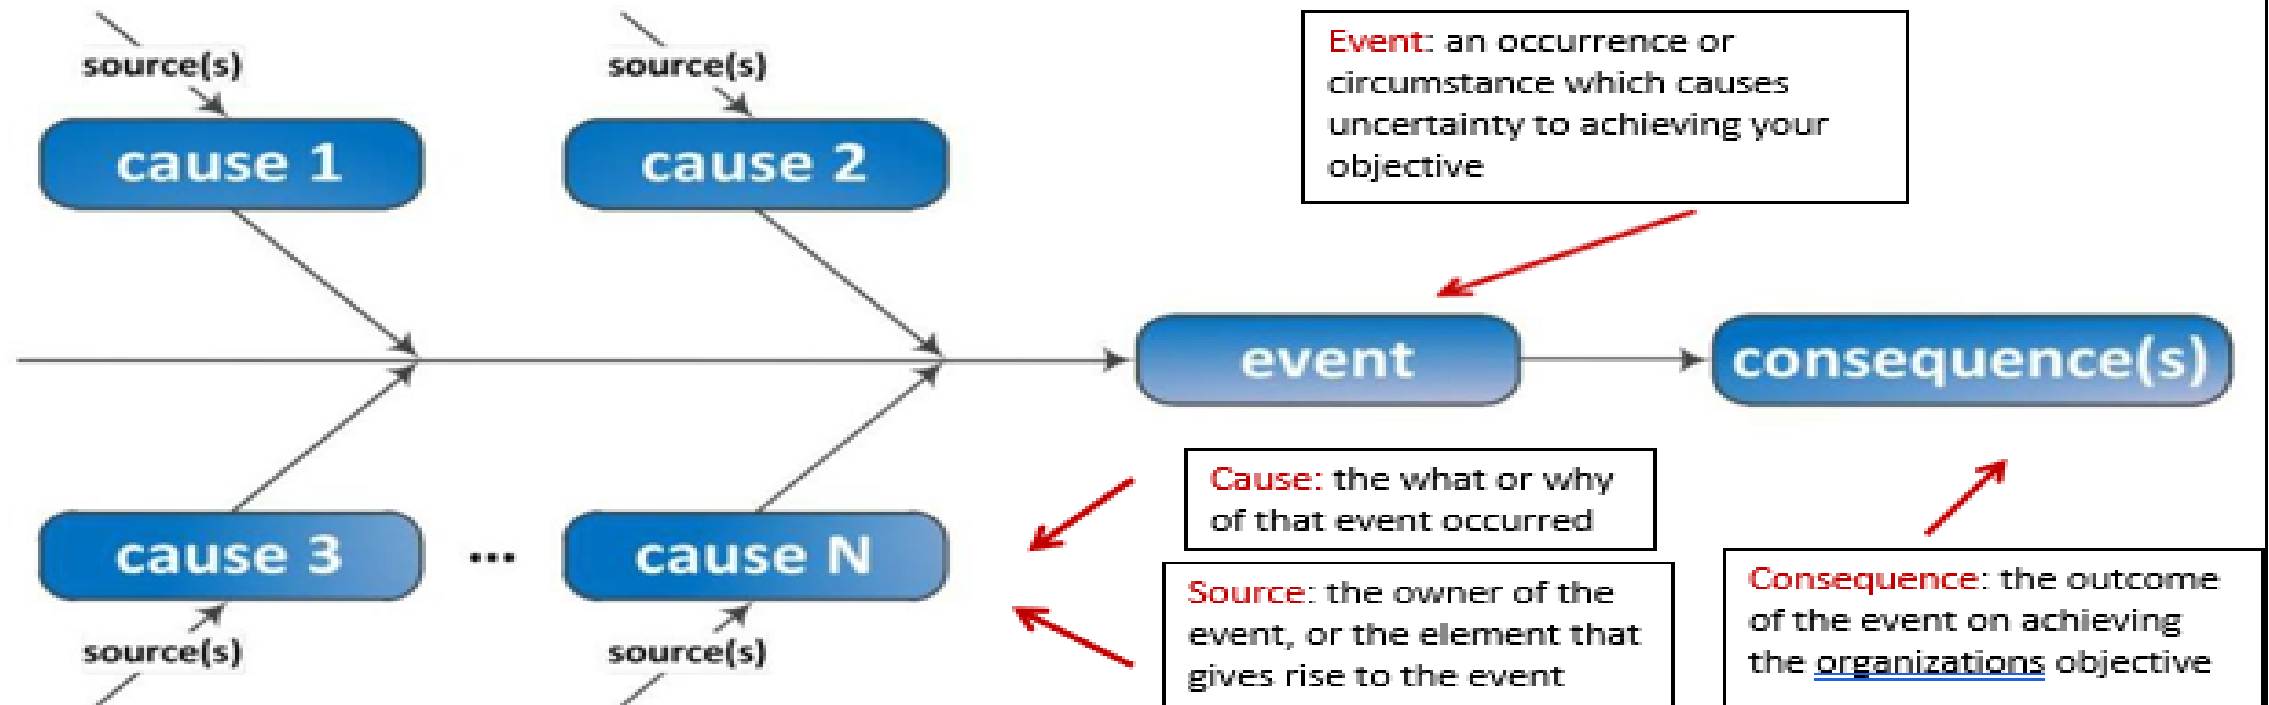 source(s)
source(s)
cause 1
cause 2
Event: an occurrence or
circumstance which causes
uncertainty to achieving your
objective
event
consequence(s)
cause 3
...
cause N
source(s)
source(s)
Cause: the what or why
of that event occurred
Source: the owner of the
event, or the element that
gives rise to the event
Consequence: the outcome
of the event on achieving
the organizations objective